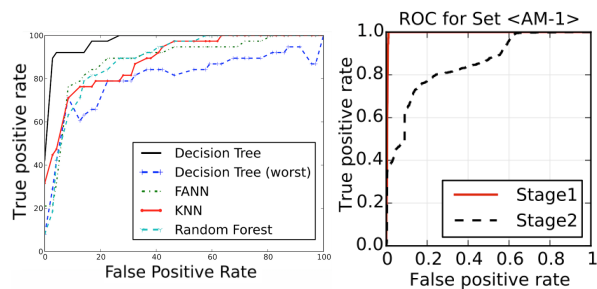 True positive rate
100
80
60
40
20
0
0 20 40 60 80 100
False Positive Rate
Decision Tree
Decision Tree (worst)
FANN
KNN
Random Forest
ROC for Set <AM-1>
True positive rate
1.0
0.8
0.6
0.4
0.2
0.0
0 0.2 0.4 0.6 0.8 1
False positive rate
Stage1
Stage2